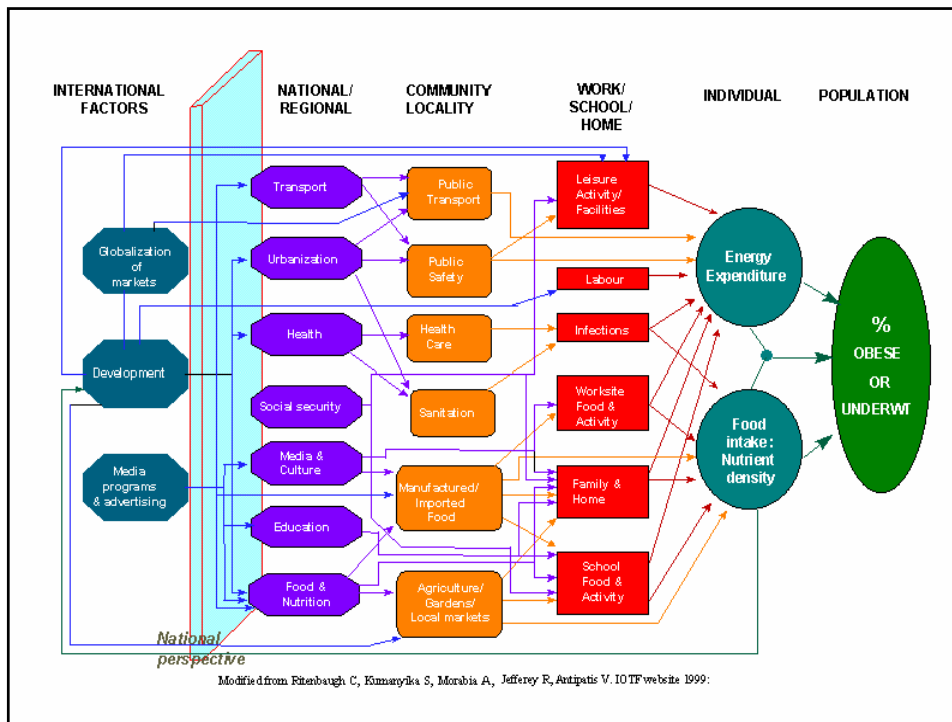 INTERNATIONAL
FACTORS
NATIONAL/
REGIONAL
COMMUNITY
LOCALITY
WORK/
SCHOOL/
HOME
INDIVIDUAL
POPULATION
Globalization
of
markets
Development
Media
programs
& advertising
Transport
Urbanization
Health
Social security
Media &
Culture
Education
Food &
Nutrition
National
perspective
Public
Transport
Public
Safety
Health
Care
Sanitation
Manufactured/
Imported
Food
Agriculture/
Gardens/
Local markets
Leisure
Activity/
Facilities
Labour
Infections
Worksite
Food &
Activity
Family &
Home
School
Food &
Activity
Energy
Expenditure
Food
intake :
Nutrient
density
%
OBESE
OR
UNDERWT
Modified from Ritenbaugh C, Kumanyika S, Morabia A, Jefferey R, Antipatis V. IOTF website 1999: